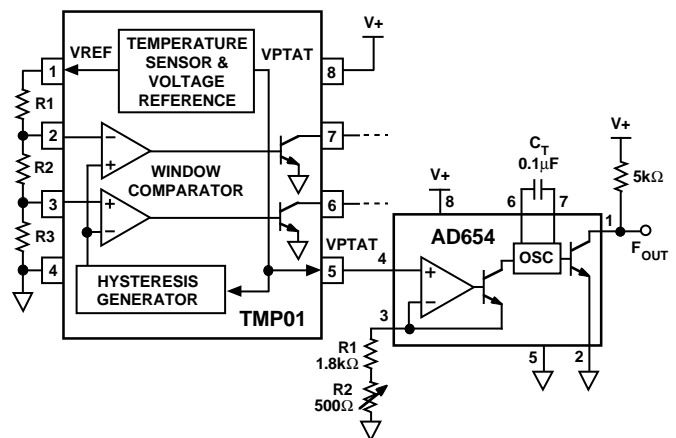 TEMPERATURE
SENSOR &
VOLTAGE
REFERENCE
VREF
VPTAT
V+
1
8
R1
2
7
R2
WINDOW
COMPARATOR
3
6
R3
4
VPTAT
5
HYSTERESIS
GENERATOR
TMP01
V+
8
CT
0.1µF
6
7
V+
5kΩ
1
FOUT
AD654
4
OSC
3
R1
1.8kΩ
R2
500Ω
5
2